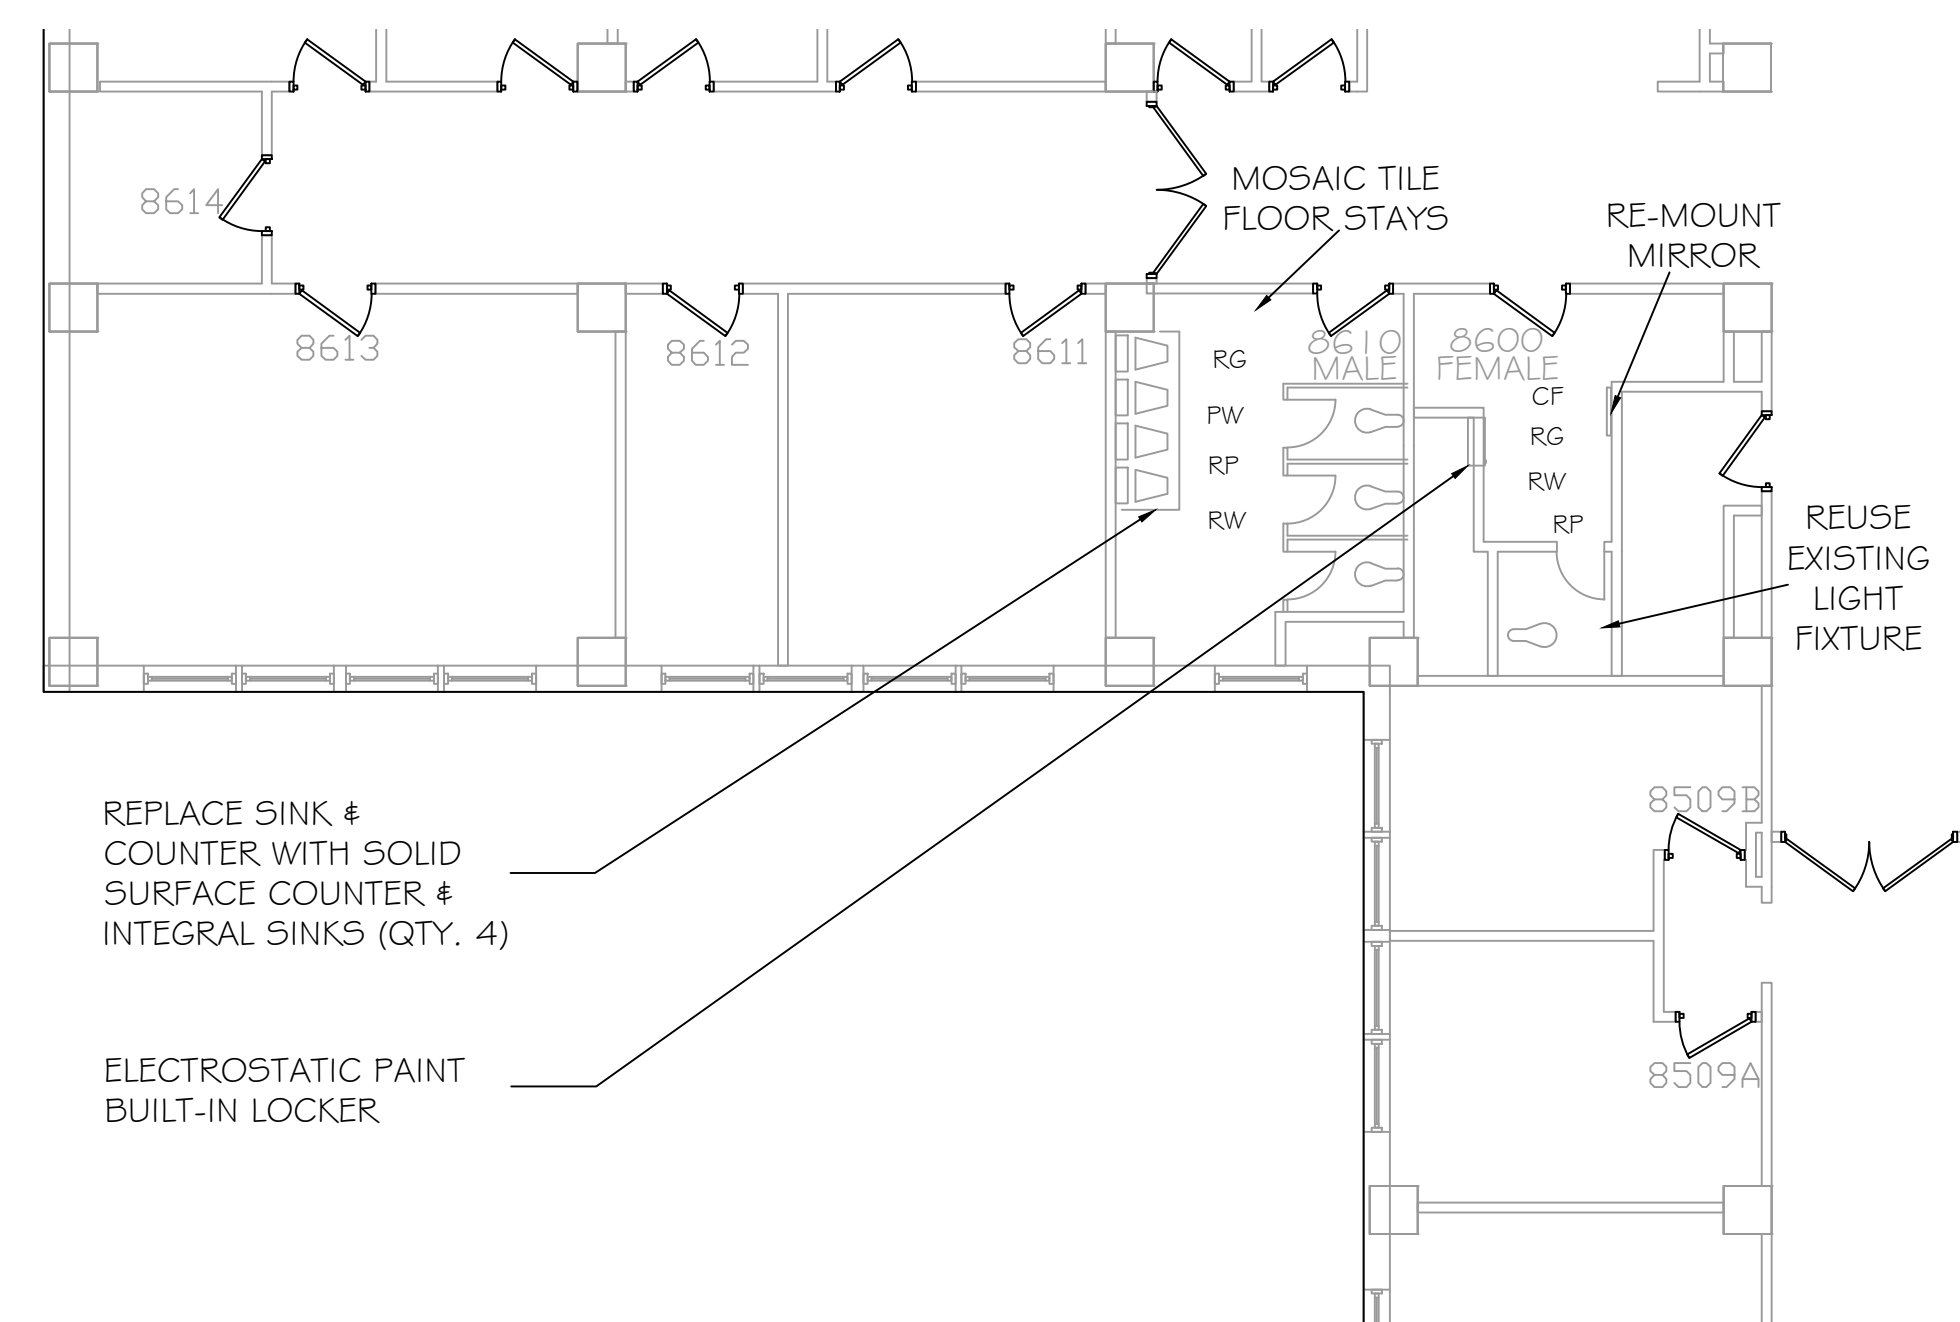 MOSAIC TILE
FLOOR STAYS
RE-MOUNT
MIRROR
8614
8613
8612
8611
8610
MALE
8600
FEMALE
RG
PW
RP
RW
CF
RG
RW
RP
REUSE
EXISTING
LIGHT
FIXTURE
REPLACE SINK &
COUNTER WITH SOLID
SURFACE COUNTER &
INTEGRAL SINKS (QTY. 4)
8509B
ELECTROSTATIC PAINT
BUILT-IN LOCKER
8509A